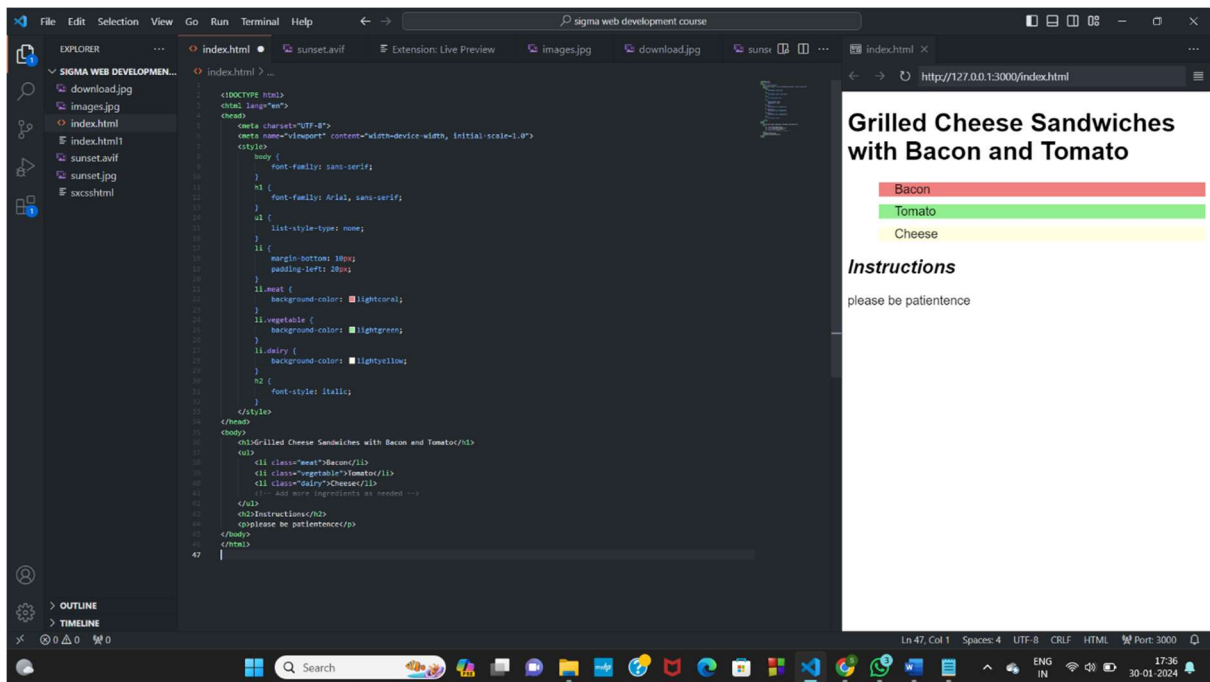 File Edit Selection View Go Run Terminal Help
sigma web development course
EXPLORER
SIGMA WEB DEVELOPMEN...
download.jpg
images.jpg
index.html
index.html1
sunset.avif
sunset.jpg
sxcsshtml
OUTLINE
TIMELINE
index.html sunset.avif Extension: Live Preview images.jpg download.jpg
index.html > ...
<!DOCTYPE html>
<html lang="en">
<head>
<meta charset="UTF-8">
<meta name="viewport" content="width=device-width, initial-scale=1.0">
<style>
body {
font-family: sans-serif;
}
h1 {
font-family: Arial, sans-serif;
}
ul {
list-style-type: none;
}
li {
margin-bottom: 10px;
padding-left: 20px;
}
li.meat {
background-color: lightcoral;
}
li.vegetable {
background-color: lightgreen;
}
li.dairy {
background-color: lightyellow;
}
h2 {
font-style: italic;
}
</style>
</head>
<body>
<h1>Grilled Cheese Sandwiches with Bacon and Tomato</h1>
<ul>
<li class="meat">Bacon</li>
<li class="vegetable">Tomato</li>
<li class="dairy">Cheese</li>
<!-- Add more ingredients as needed -->
</ul>
<h2>Instructions</h2>
<p>please be patientence</p>
</body>
</html>
47
index.html
http://127.0.0.1:3000/index.html
Grilled Cheese Sandwiches
with Bacon and Tomato
Bacon
Tomato
Cheese
Instructions
please be patientence
0 0 0
Ln 47, Col 1 Spaces: 4 UTF-8 CRLF HTML Port: 3000
Search
ENG
IN
17:36
30-01-2024